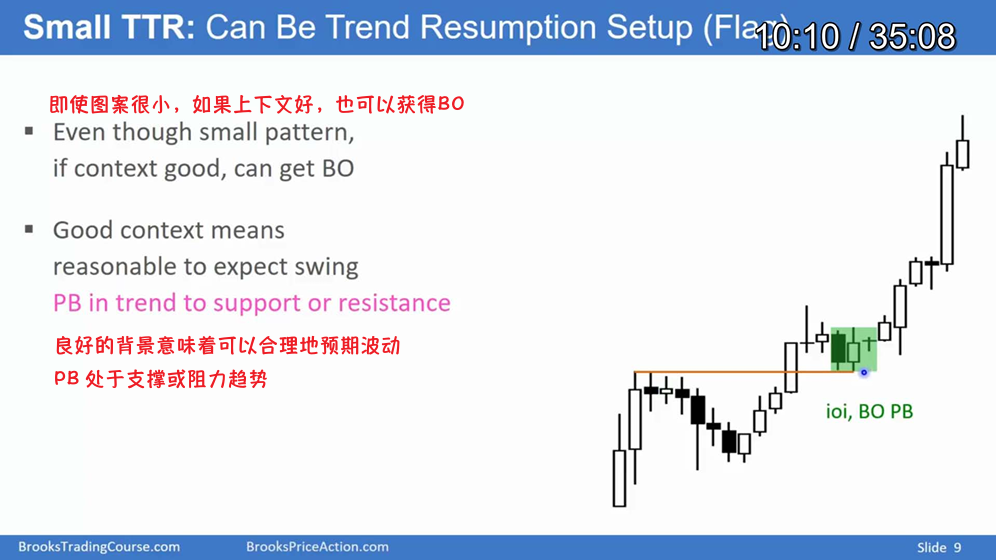 Small TTR: Can Be Trend Resumption Setup (Flag)
10:10 / 35:08
即使图案很小，如果上下文好，也可以获得BO
▪ Even though small pattern,
if context good, can get BO
▪ Good context means
reasonable to expect swing
PB in trend to support or resistance
良好的背景意味着可以合理地预期波动
PB 处于支撑或阻力趋势
ioi, BO PB
BrooksTradingCourse.com
BrooksPriceAction.com
Slide 9